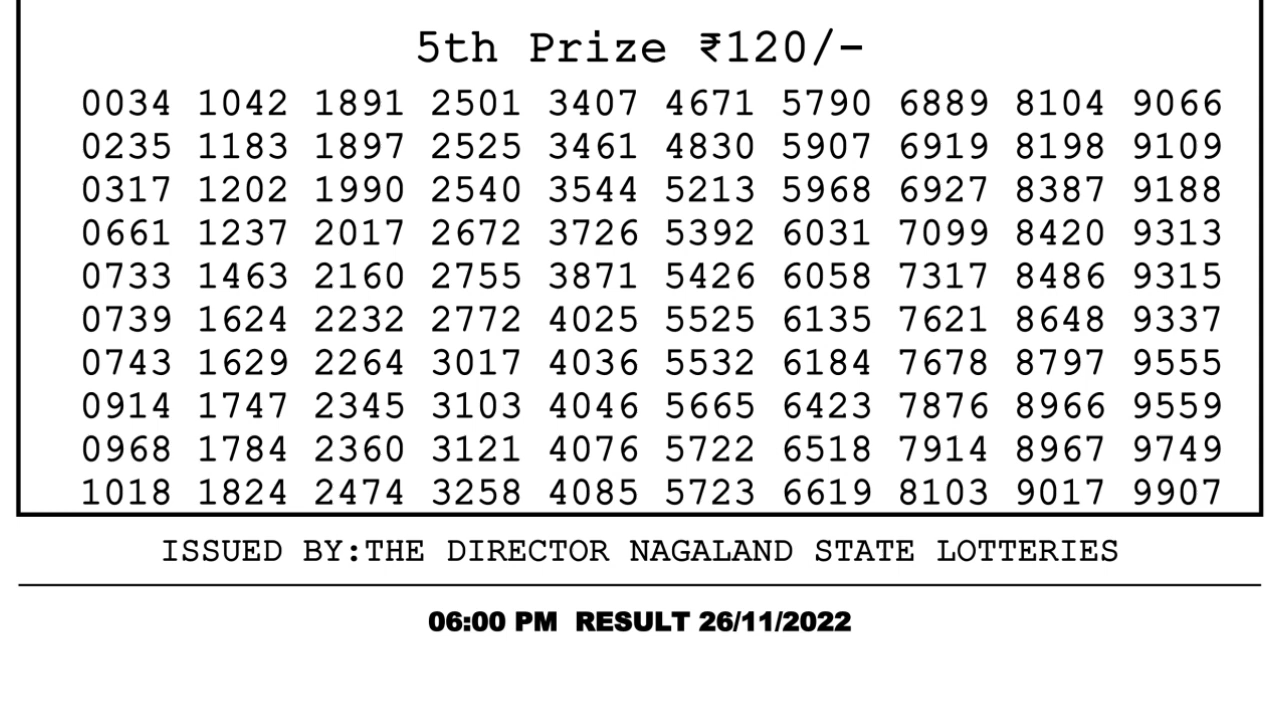 5th Prize ₹120/-
0034 1042 1891 2501 3407 4671 5790 6889 8104 9066
0235 1183 1897 2525 3461 4830 5907 6919 8198 9109
0317 1202 1990 2540 3544 5213 5968 6927 8387 9188
0661 1237 2017 2672 3726 5392 6031 7099 8420 9313
0733 1463 2160 2755 3871 5426 6058 7317 8486 9315
0739 1624 2232 2772 4025 5525 6135 7621 8648 9337
0743 1629 2264 3017 4036 5532 6184 7678 8797 9555
0914 1747 2345 3103 4046 5665 6423 7876 8966 9559
0968 1784 2360 3121 4076 5722 6518 7914 8967 9749
1018 1824 2474 3258 4085 5723 6619 8103 9017 9907
ISSUED BY:THE DIRECTOR NAGALAND STATE LOTTERIES
06:00 PM RESULT 26/11/2022